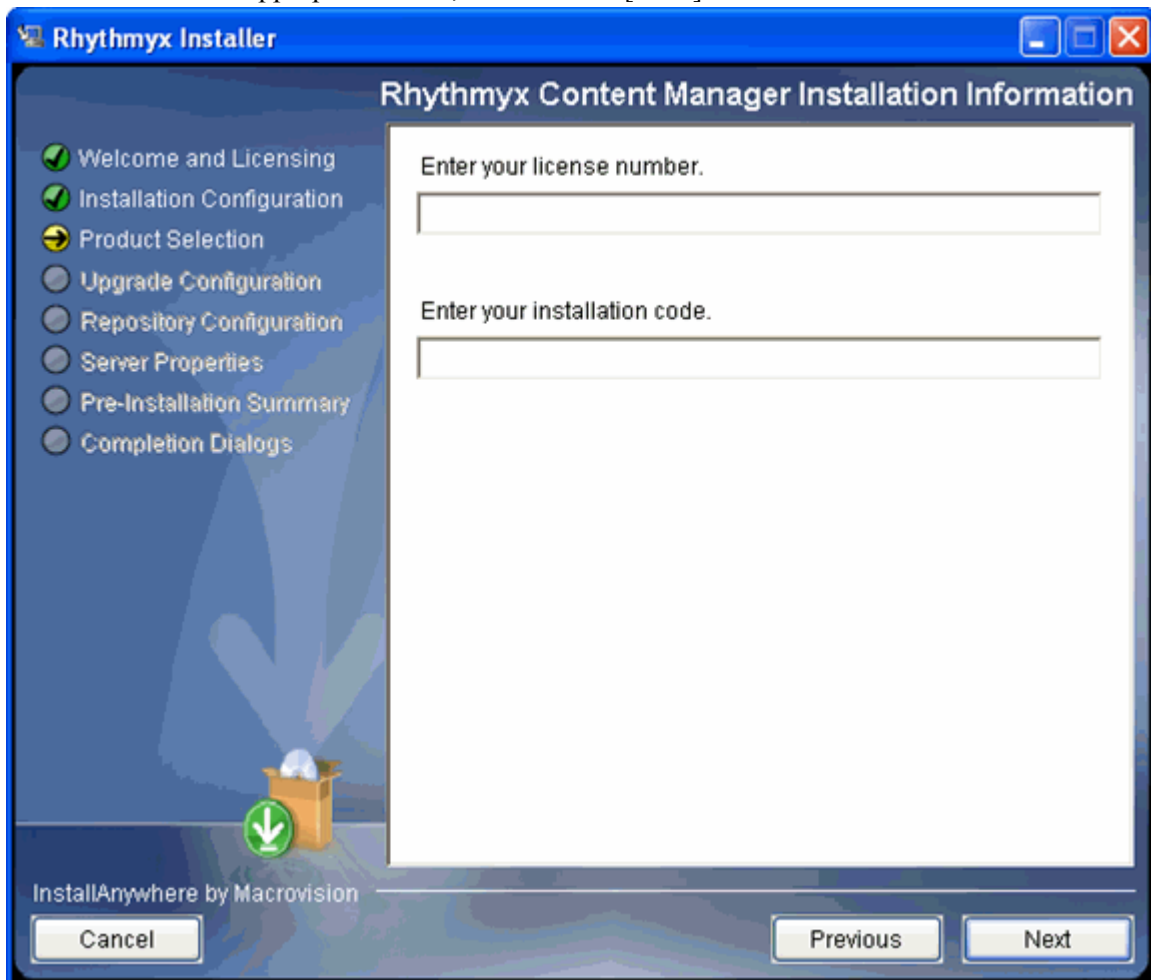 Rhythmyx Installer
Rhythmyx Content Manager Installation Information
Welcome and Licensing
Installation Configuration
Product Selection
Upgrade Configuration
Repository Configuration
Server Properties
Pre-Installation Summary
Completion Dialogs
Enter your license number.
Enter your installation code.
InstallAnywhere by Macrovision
Cancel
Previous
Next